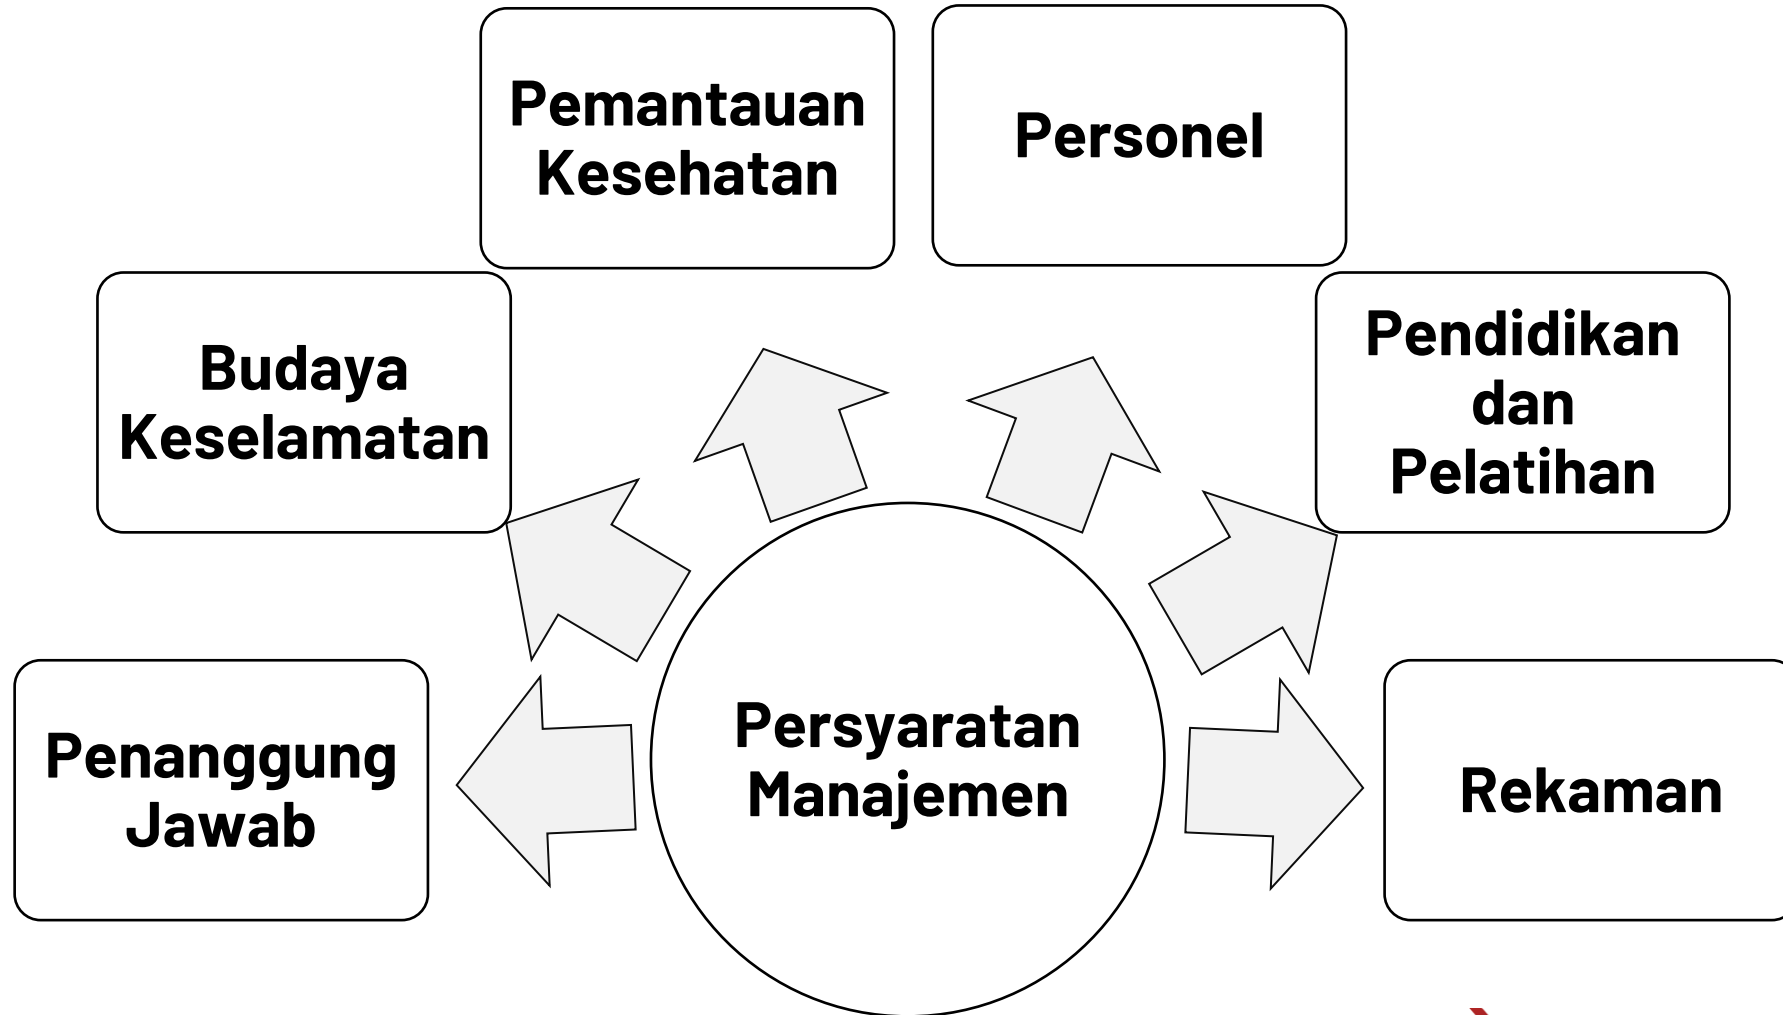 Pemantauan
Kesehatan
Personel
Budaya
Keselamatan
Pendidikan
dan
Pelatihan
Penanggung
Jawab
Persyaratan
Manajemen
Rekaman